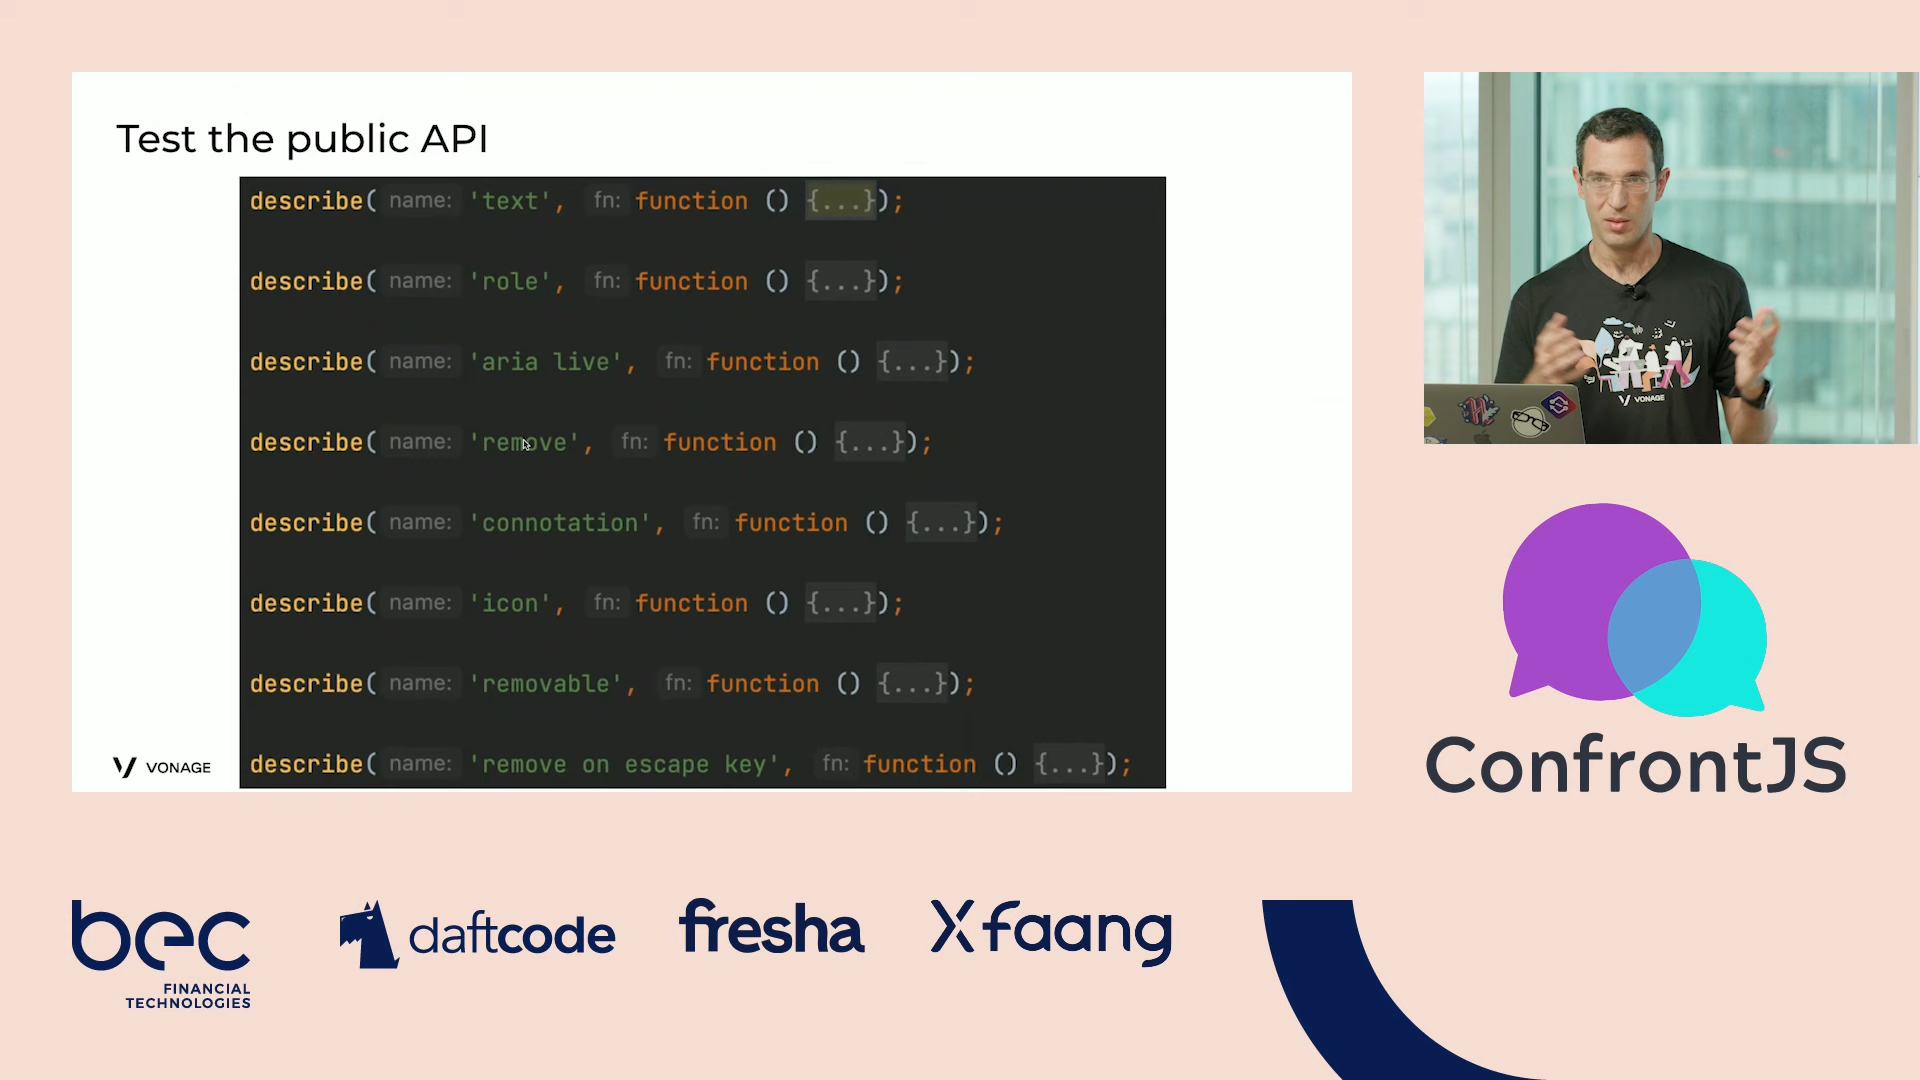 Test the public API
describe( name: 'text', fn: function () {...});
describe( name: 'role', fn: function () {...});
describe( name: 'aria live', fn: function () {...});
describe( name: 'remove', fn: function () {...});
describe( name: 'connotation', fn: function () {...});
describe( name: 'icon', fn: function () {...});
describe( name: 'removable', fn: function () {...});
describe( name: 'remove on escape key', fn: function () {...});
VONAGE
VONAGE
ConfrontJS
bec
FINANCIAL
TECHNOLOGIES
daftcode
fresha
Xfaang